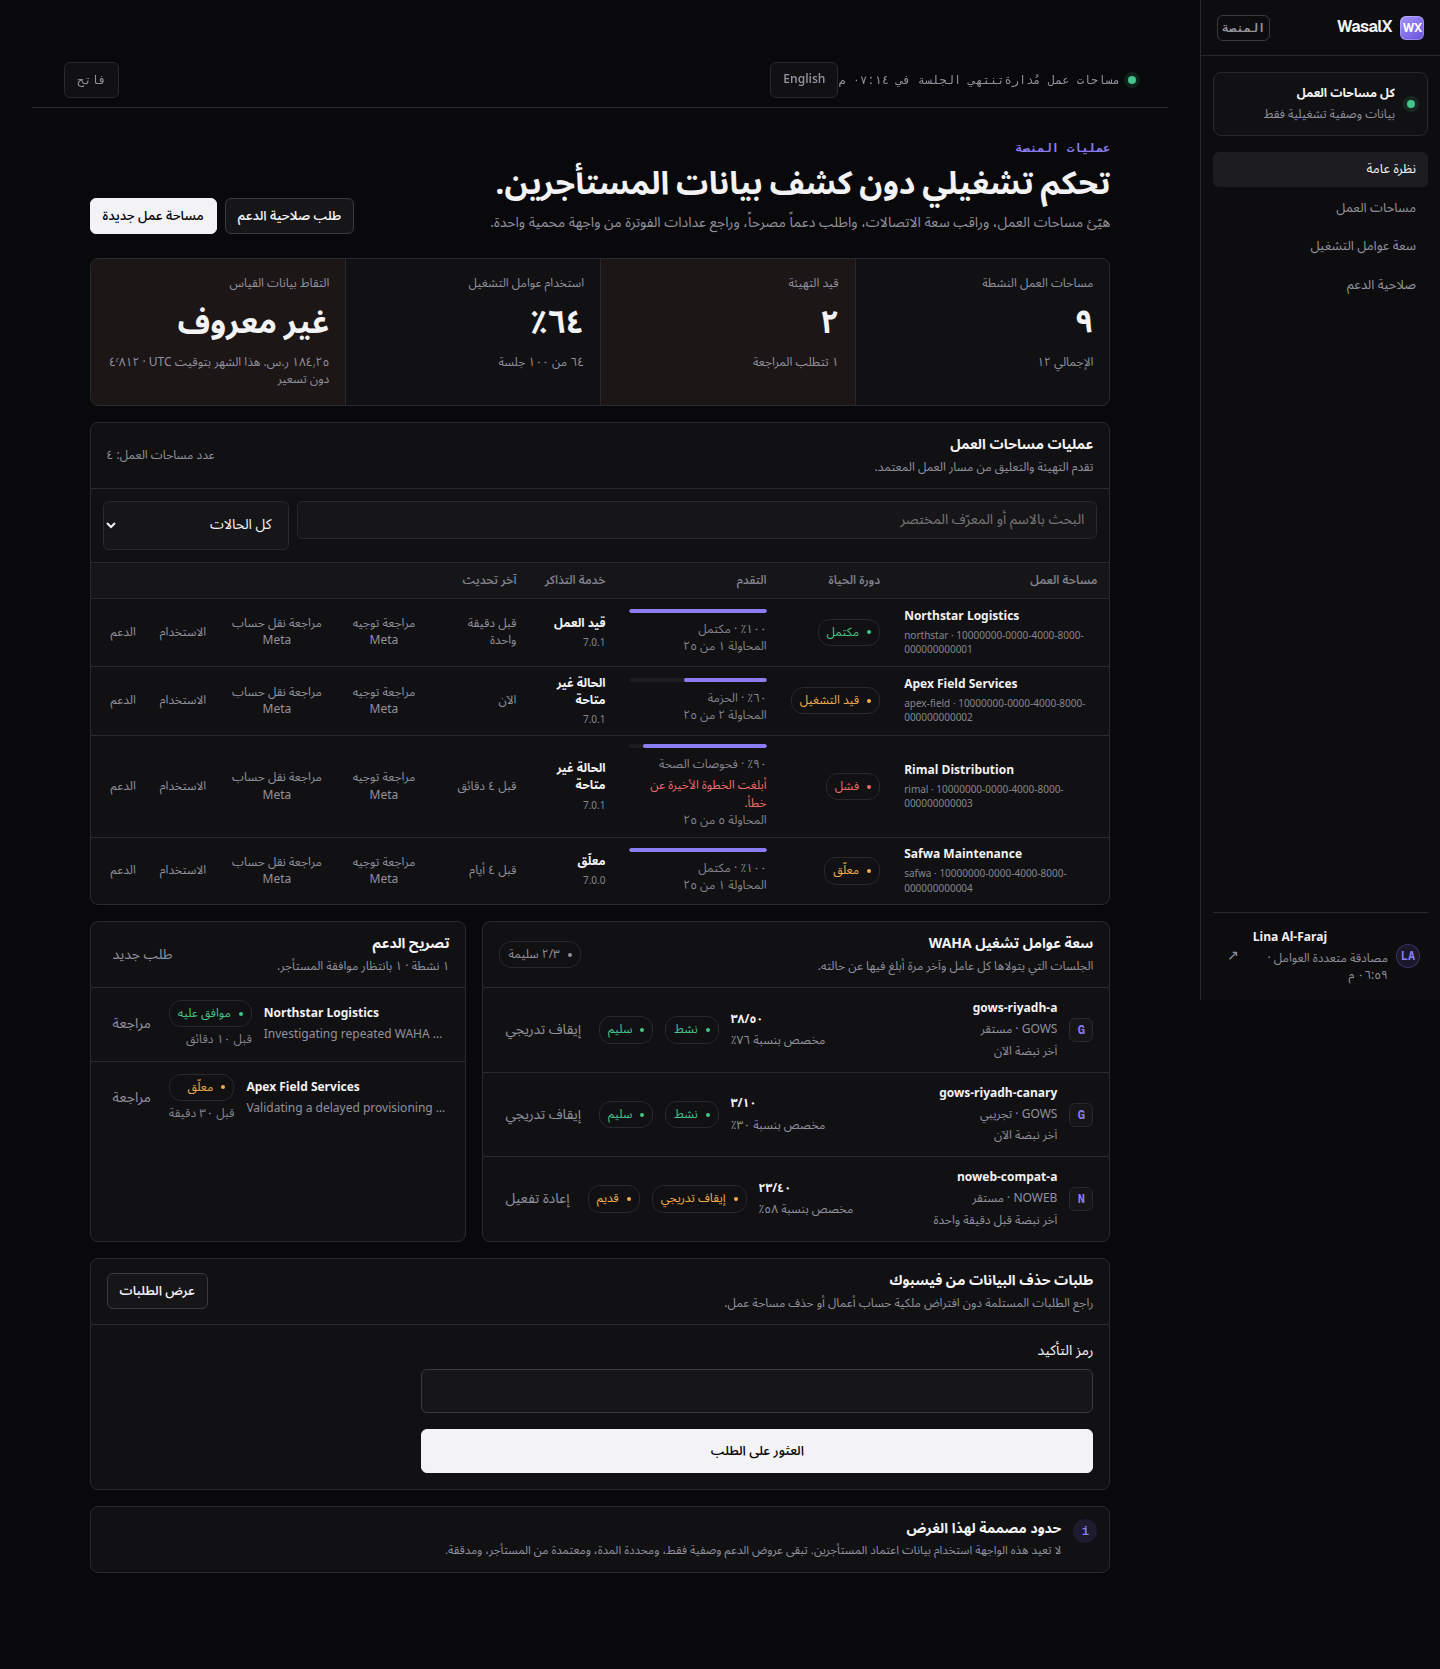 WX
WasalX
المنصة
كل مساحات العمل
بيانات وصفية تشغيلية فقط
نظرة عامة
مساحات العمل
سعة عوامل التشغيل
صلاحية الدعم
LA
Lina Al-Faraj
مصادقة متعددة العوامل ·
٠٦:٥٩ م
↗
مساحات عمل مُدارة
تنتهي الجلسة في ٠٧:١٤ م
English
فاتح
عمليات المنصة
تحكم تشغيلي دون كشف بيانات المستأجرين.
هيّئ مساحات العمل، وراقب سعة الاتصالات، واطلب دعماً مصرحاً، وراجع عدادات الفوترة من واجهة محمية واحدة.
طلب صلاحية الدعم
مساحة عمل جديدة
مساحات العمل النشطة
٩
الإجمالي ١٢
قيد التهيئة
٢
١ تتطلب المراجعة
استخدام عوامل التشغيل
٦٤٪
٦٤ من ١٠٠ جلسة
التقاط بيانات القياس
غير معروف
١٨٤٫٢٥ ر.س. هذا الشهر بتوقيت UTC · ٤٬٨١٢
دون تسعير
عمليات مساحات العمل
تقدم التهيئة والتعليق من مسار العمل المعتمد.
عدد مساحات العمل: ٤
البحث بالاسم أو المعرّف المختصر
كل الحالات
مساحة العمل
دورة الحياة
التقدم
خدمة التذاكر
آخر تحديث
Northstar Logistics
northstar · 10000000-0000-4000-8000-
000000000001
مكتمل
١٠٠٪ · مكتمل
المحاولة ١ من ٢٥
قيد العمل
7.0.1
قبل دقيقة
واحدة
مراجعة توجيه
Meta
مراجعة نقل حساب
Meta
الاستخدام
الدعم
Apex Field Services
apex-field · 10000000-0000-4000-8000-
000000000002
قيد التشغيل
٦٠٪ · الحزمة
المحاولة ٢ من ٢٥
الحالة غير
متاحة
7.0.1
الآن
مراجعة توجيه
Meta
مراجعة نقل حساب
Meta
الاستخدام
الدعم
Rimal Distribution
rimal · 10000000-0000-4000-8000-
000000000003
فشل
٩٠٪ · فحوصات الصحة
أبلغت الخطوة الأخيرة عن
خطأ.
المحاولة ٥ من ٢٥
الحالة غير
متاحة
7.0.1
قبل ٤ دقائق
مراجعة توجيه
Meta
مراجعة نقل حساب
Meta
الاستخدام
الدعم
Safwa Maintenance
safwa · 10000000-0000-4000-8000-
000000000004
معلّق
١٠٠٪ · مكتمل
المحاولة ١ من ٢٥
معلّق
7.0.0
قبل ٤ أيام
مراجعة توجيه
Meta
مراجعة نقل حساب
Meta
الاستخدام
الدعم
سعة عوامل تشغيل WAHA
الجلسات التي يتولاها كل عامل وآخر مرة أبلغ فيها عن حالته.
٢/٣ سليمة
G
gows-riyadh-a
GOWS · مستقر
آخر نبضة الآن
٣٨/٥٠
مخصص بنسبة ٧٦٪
نشط
سليم
إيقاف تدريجي
G
gows-riyadh-canary
GOWS · تجريبي
آخر نبضة الآن
٣/١٠
مخصص بنسبة ٣٠٪
نشط
سليم
إيقاف تدريجي
N
noweb-compat-a
NOWEB · مستقر
آخر نبضة قبل دقيقة واحدة
٢٣/٤٠
مخصص بنسبة ٥٨٪
إيقاف تدريجي
قديم
إعادة تفعيل
تصريح الدعم
١ نشطة · ١ بانتظار موافقة المستأجر.
طلب جديد
Northstar Logistics
Investigating repeated WAHA ...
موافق عليه
قبل ١٠ دقائق
مراجعة
Apex Field Services
Validating a delayed provisioning ...
معلّق
قبل ٣٠ دقيقة
مراجعة
طلبات حذف البيانات من فيسبوك
راجع الطلبات المستلمة دون افتراض ملكية حساب أعمال أو حذف مساحة عمل.
عرض الطلبات
رمز التأكيد
العثور على الطلب
i
حدود مصممة لهذا الغرض
لا تعيد هذه الواجهة استخدام بيانات اعتماد المستأجرين. تبقى عروض الدعم وصفية فقط، ومحددة المدة، ومعتمدة من المستأجر، ومدققة.